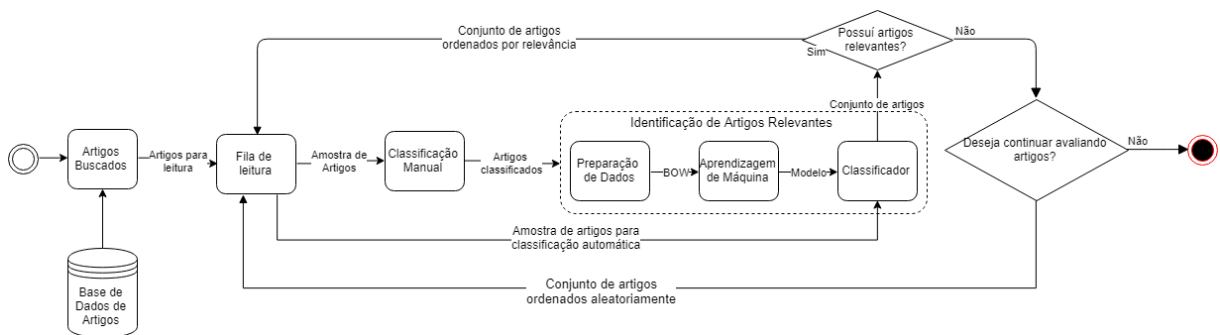 Conjunto de artigos
ordenados por relevância
Possuí artigos
relevantes?
Não
Sim
Conjunto de artigos
Identificação de Artigos Relevantes
Artigos
Buscados
Artigos para
leitura
Fila de
leitura
Amostra de
Artigos
Classificação
Manual
Artigos
classificados
Preparação
de Dados
BOW
Aprendizagem
de Máquina
Modelo
Classificador
Deseja continuar avaliando
artigos?
Não
Amostra de artigos para
classificação automática
Base de
Dados de
Artigos
Conjunto de artigos
ordenados aleatoriamente